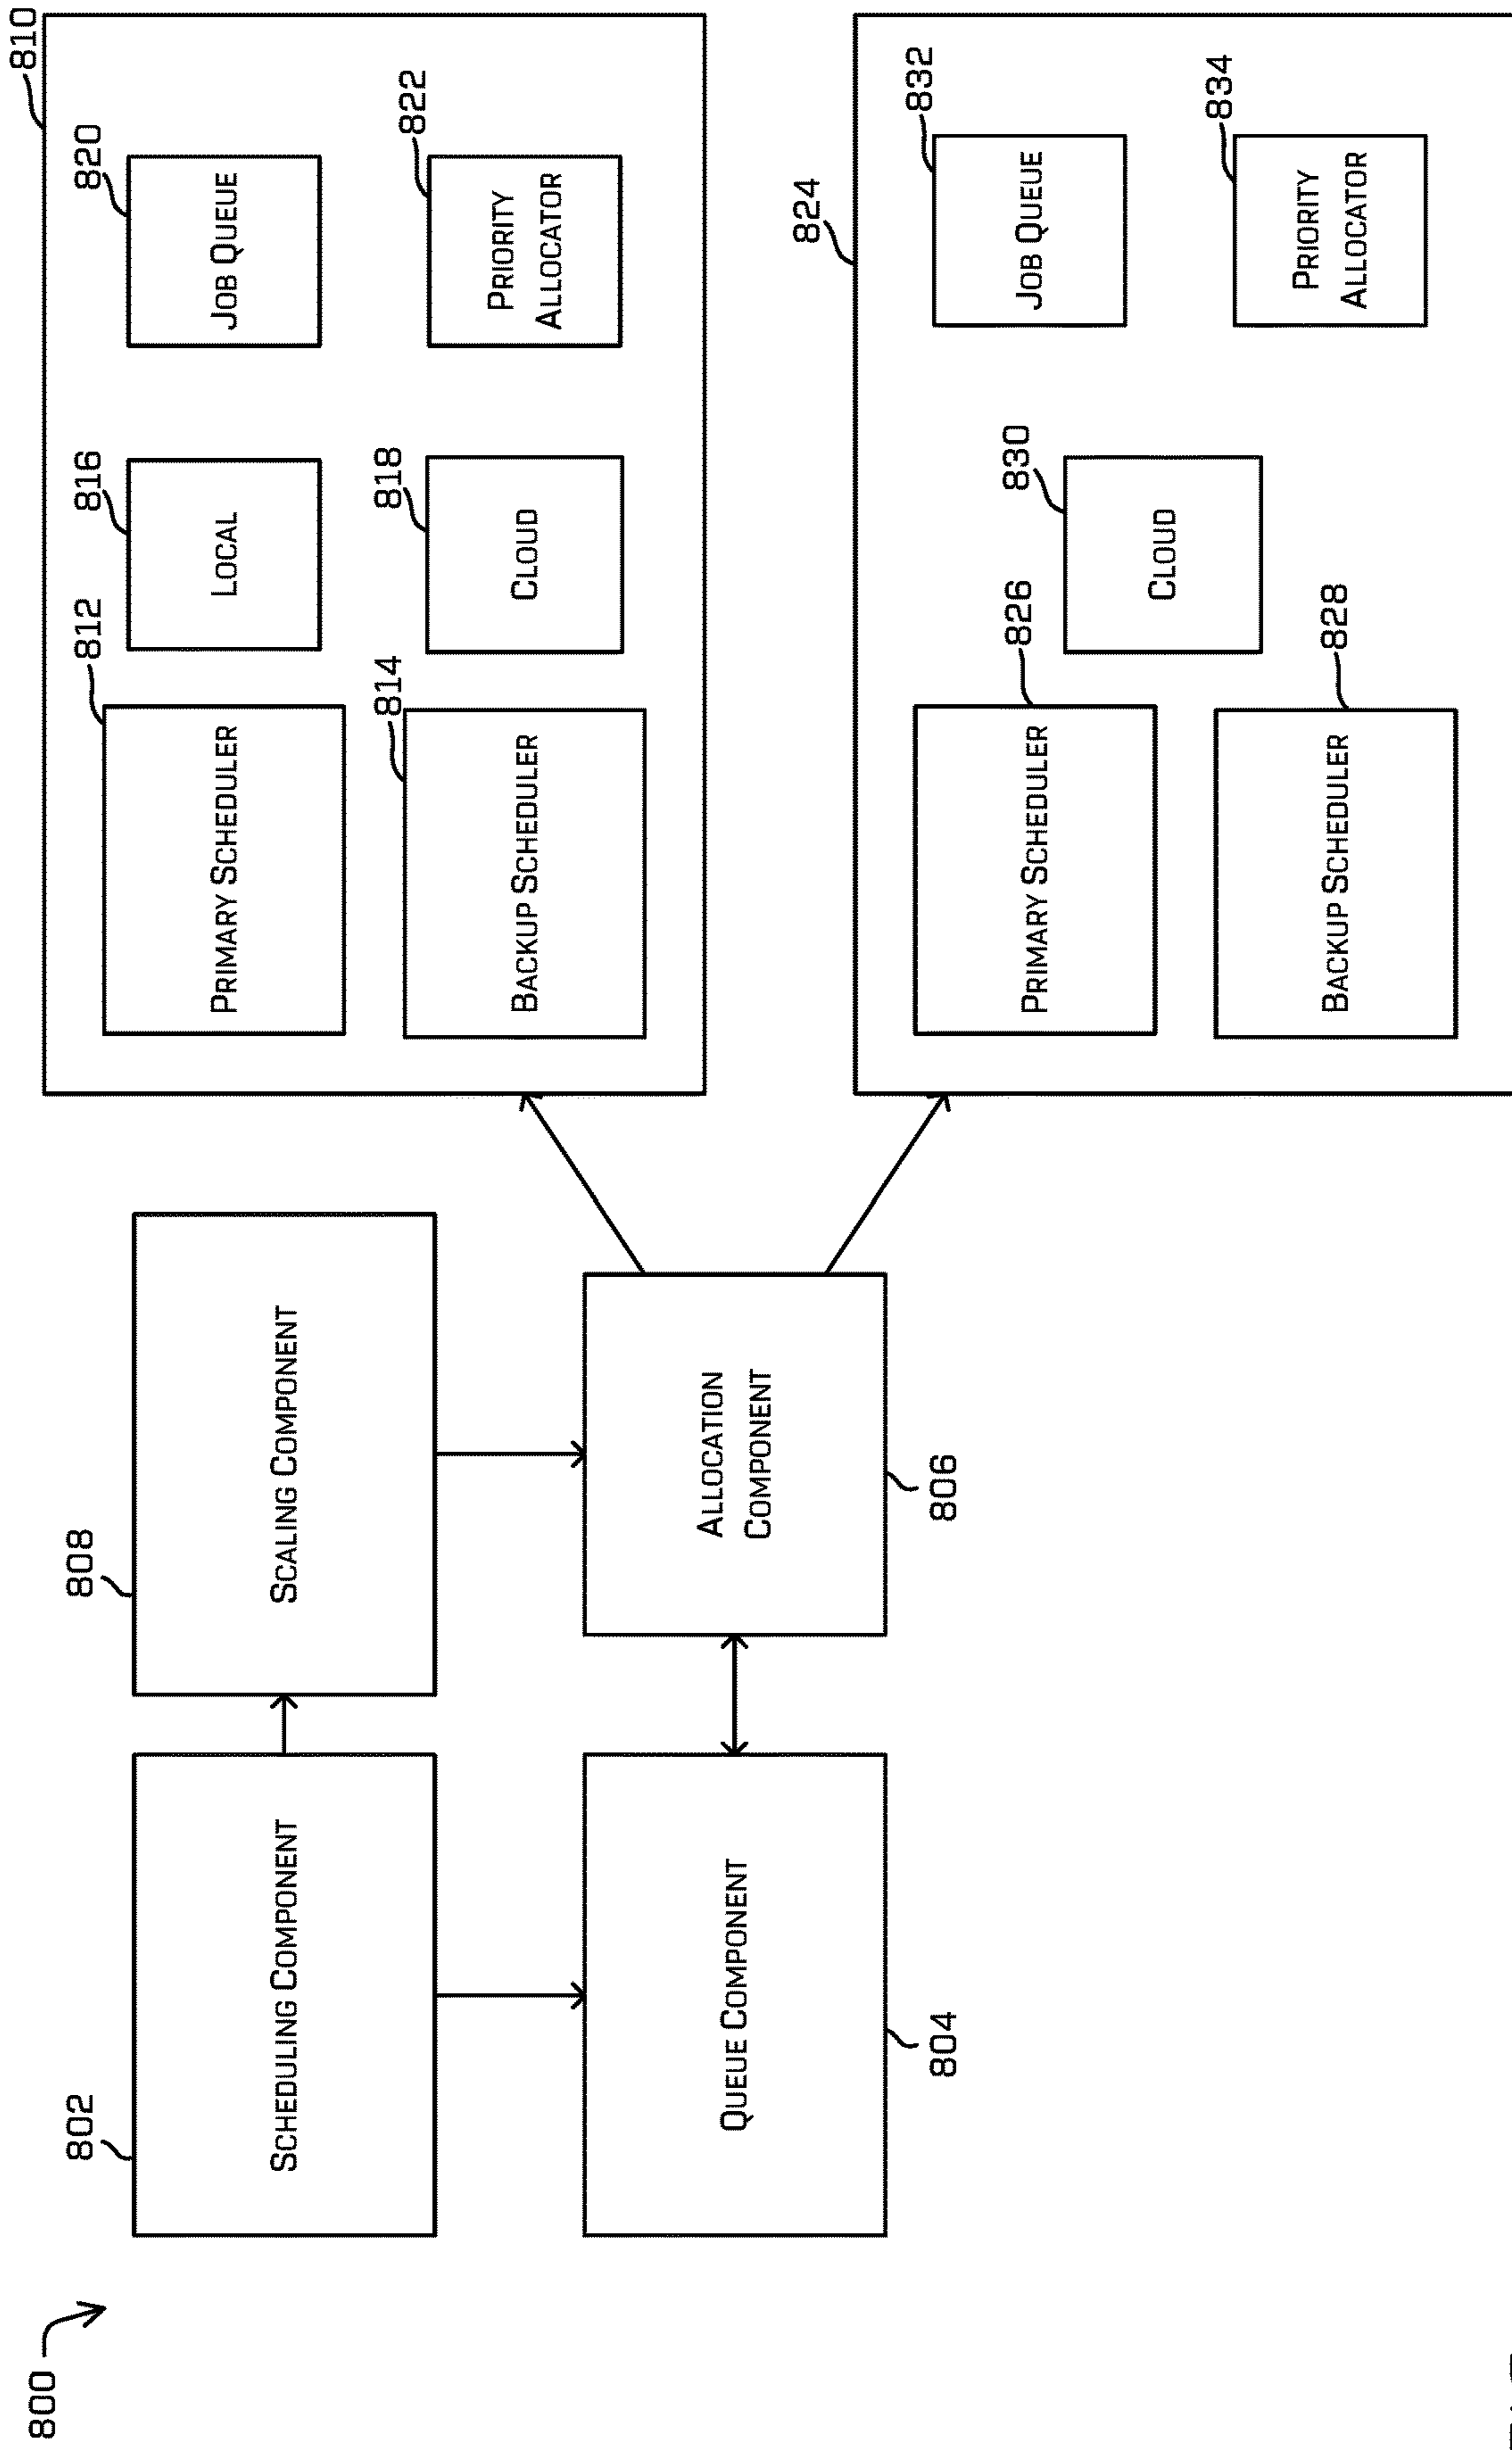 800
802
SCHEDULING COMPONENT
808
SCALING COMPONENT
QUEUE COMPONENT
804
ALLOCATION
COMPONENT
806
810
812
PRIMARY SCHEDULER
816
LOCAL
820
JOB QUEUE
814
BACKUP SCHEDULER
818
CLOUD
822
PRIORITY
ALLOCATOR
824
826
PRIMARY SCHEDULER
830
CLOUD
832
JOB QUEUE
828
BACKUP SCHEDULER
834
PRIORITY
ALLOCATOR